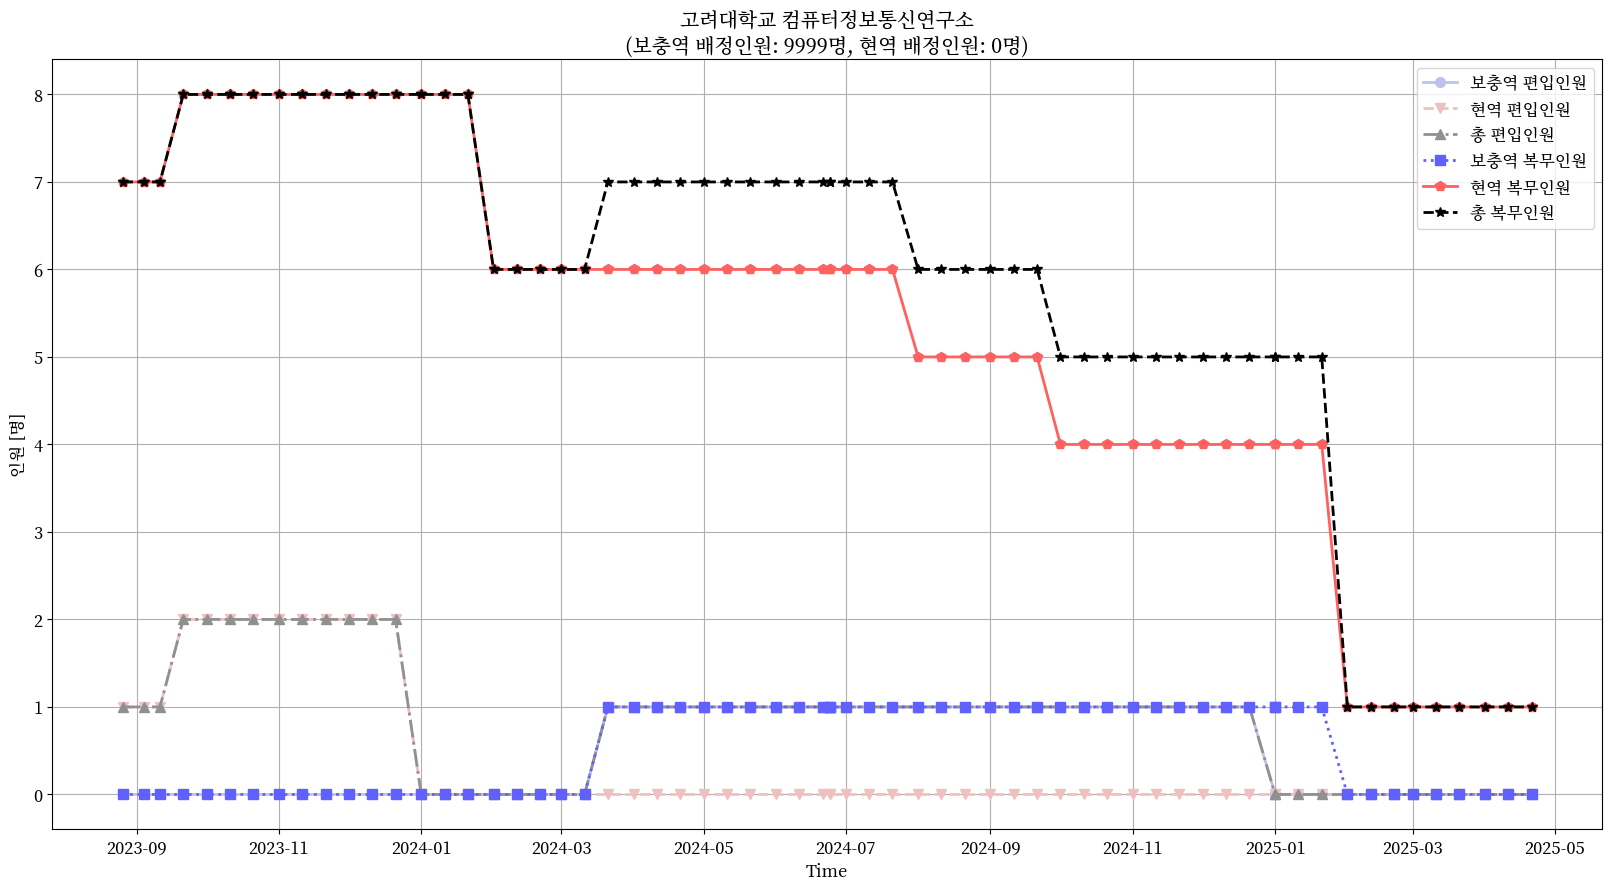 고려대학교 컴퓨터정보통신연구소
(보충역 배정인원: 9999명, 현역 배정인원: 0명)
보충역 편입인원
현역 편입인원
총 편입인원
보충역 복무인원
현역 복무인원
총 복무인원
인원 [명]
8
7
6
5
4
3
2
1
0
2023-09
2023-11
2024-01
2024-03
2024-05
2024-07
2024-09
2024-11
2025-01
2025-03
2025-05
Time